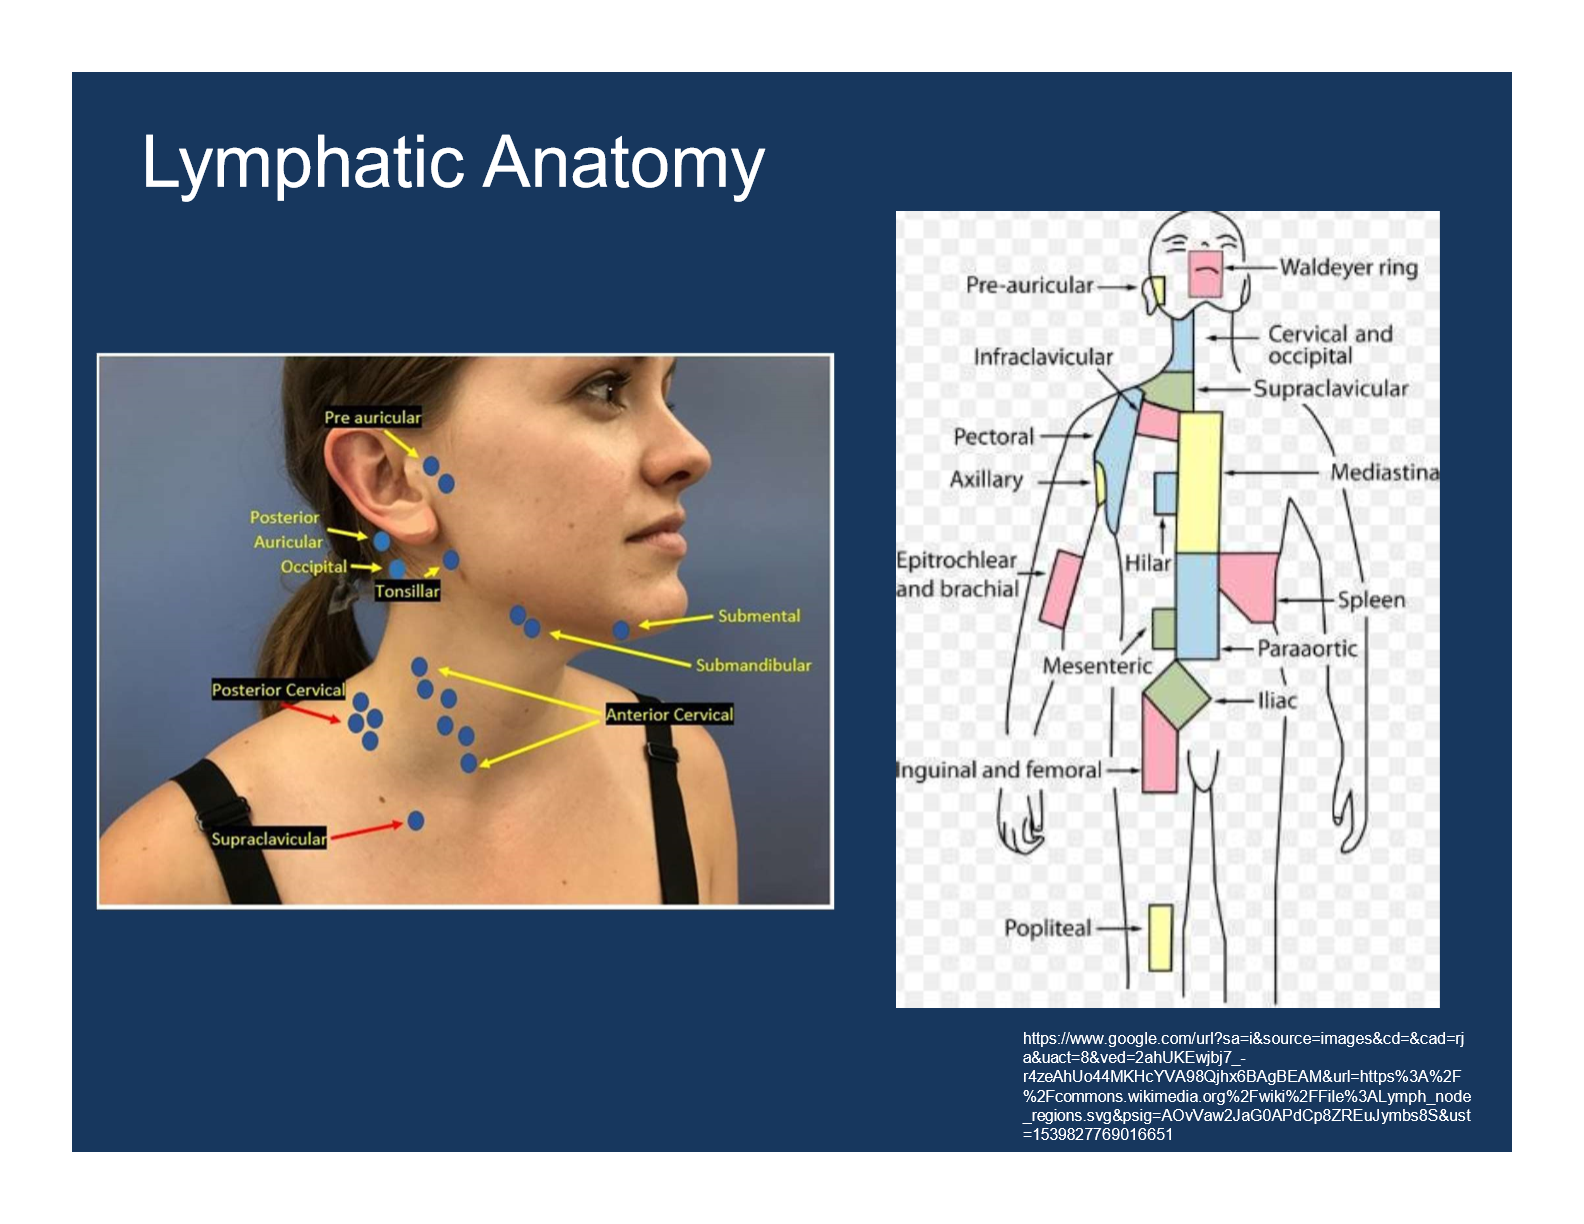 Lymphatic Anatomy
Pre auricular
Posterior
Auricular
Occipital
Tonsillar
Submental
Submandibular
Posterior Cervical
Anterior Cervical
Supraclavicular
Waldeyer ring
Pre-auricular
Cervical and
occipital
Infraclavicular
Supraclavicular
Pectoral
Axillary
Mediastina
Epitrochlear
and brachial
Hilar
Spleen
Mesenteric
Paraaortic
Iliac
Inguinal and femoral
Popliteal
https://www.google.com/url?sa=i&source=images&cd=&cad=rj
a&uact=8&ved=2ahUKEwjbj7_-
r4zeAhUo44MKHcYVA98Qjhx6BAgBEAM&url=https%3A%2F
%2Fcommons.wikimedia.org%2Fwiki%2FFile%3ALymph_node
_regions.svg&psig=AOvVaw2JaG0APdCp8ZREuJymbs8S&ust
=1539827769016651